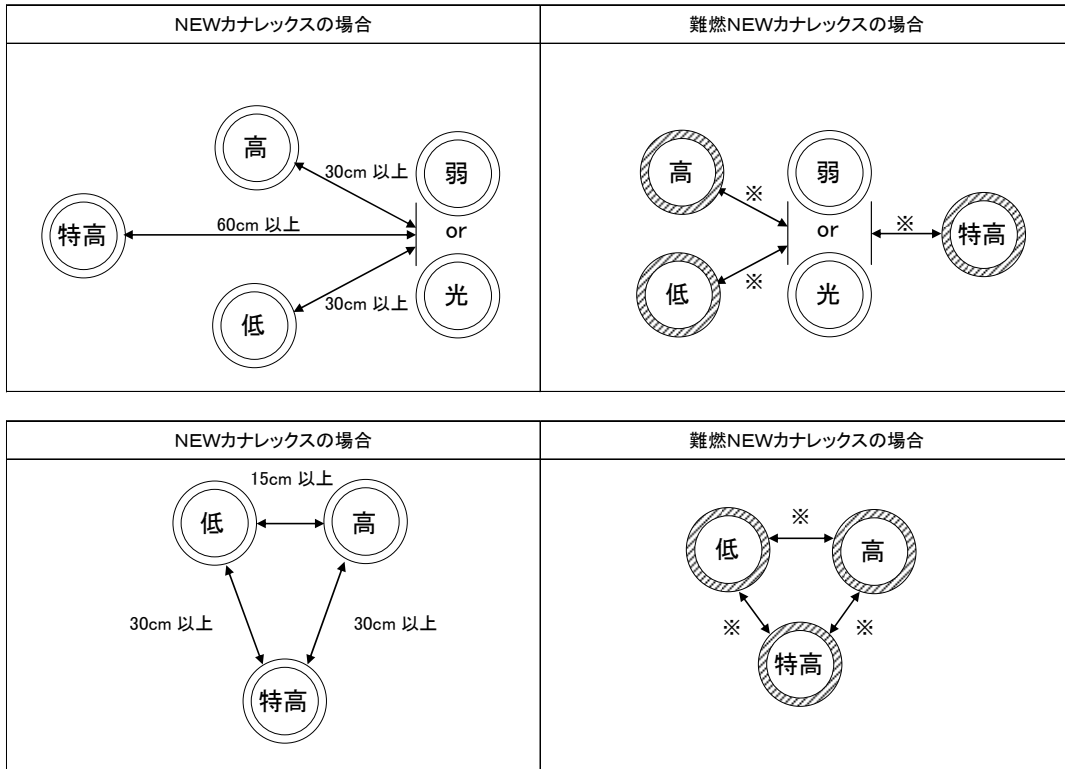 NEWカナレックスの場合
難燃NEWカナレックスの場合
高
30cm 以上
弱
特高
60cm 以上
or
低
30cm 以上
光
高
※
弱
or
※
特高
低
※
光
NEWカナレックスの場合
難燃NEWカナレックスの場合
15cm 以上
低
高
30cm 以上
30cm 以上
特高
低
※
高
※
※
特高